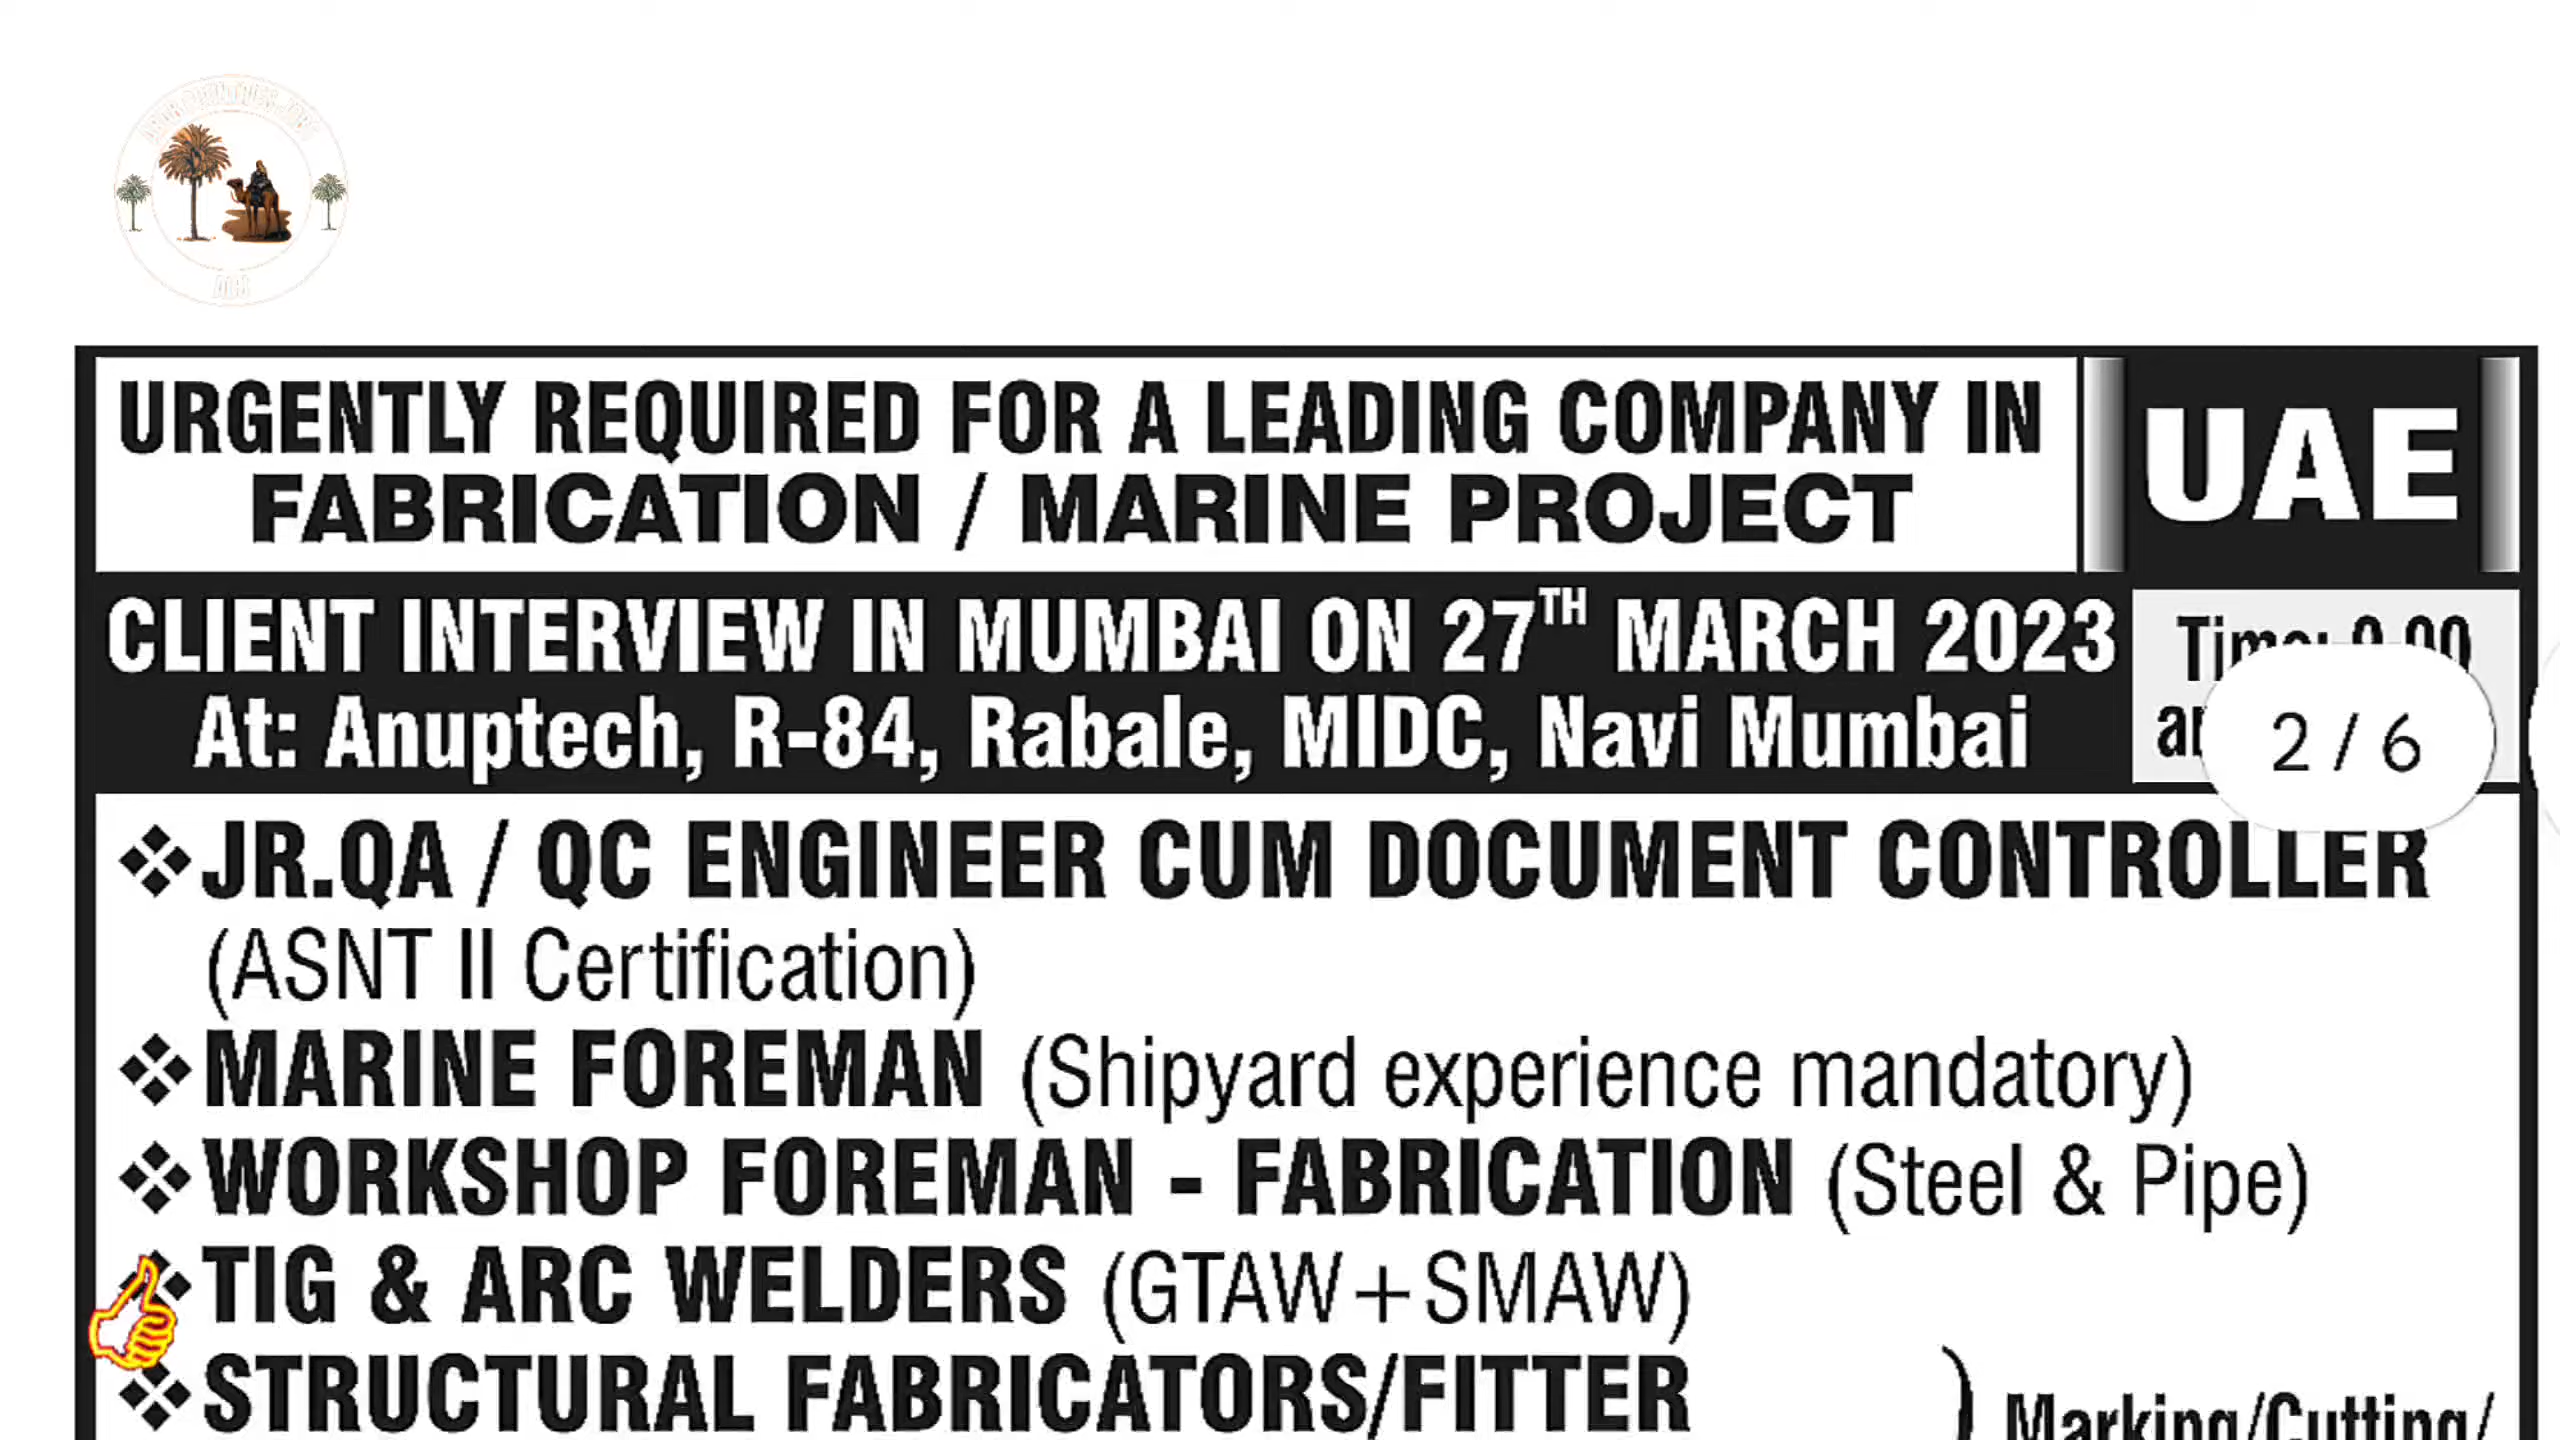 URGENTLY REQUIRED FOR A LEADING COMPANY IN
FABRICATION / MARINE PROJECT
UAE
CLIENT INTERVIEW IN MUMBAI ON 27TH MARCH 2023
At: Anuptech, R-84, Rabale, MIDC, Navi Mumbai
2 / 6
❖JR.QA / QC ENGINEER CUM DOCUMENT CONTROLLER
(ASNT II Certification)
❖MARINE FOREMAN (Shipyard experience mandatory)
❖WORKSHOP FOREMAN - FABRICATION (Steel & Pipe)
❖TIG & ARC WELDERS (GTAW+SMAW)
❖STRUCTURAL FABRICATORS/FITTER
Marking/Cutting/